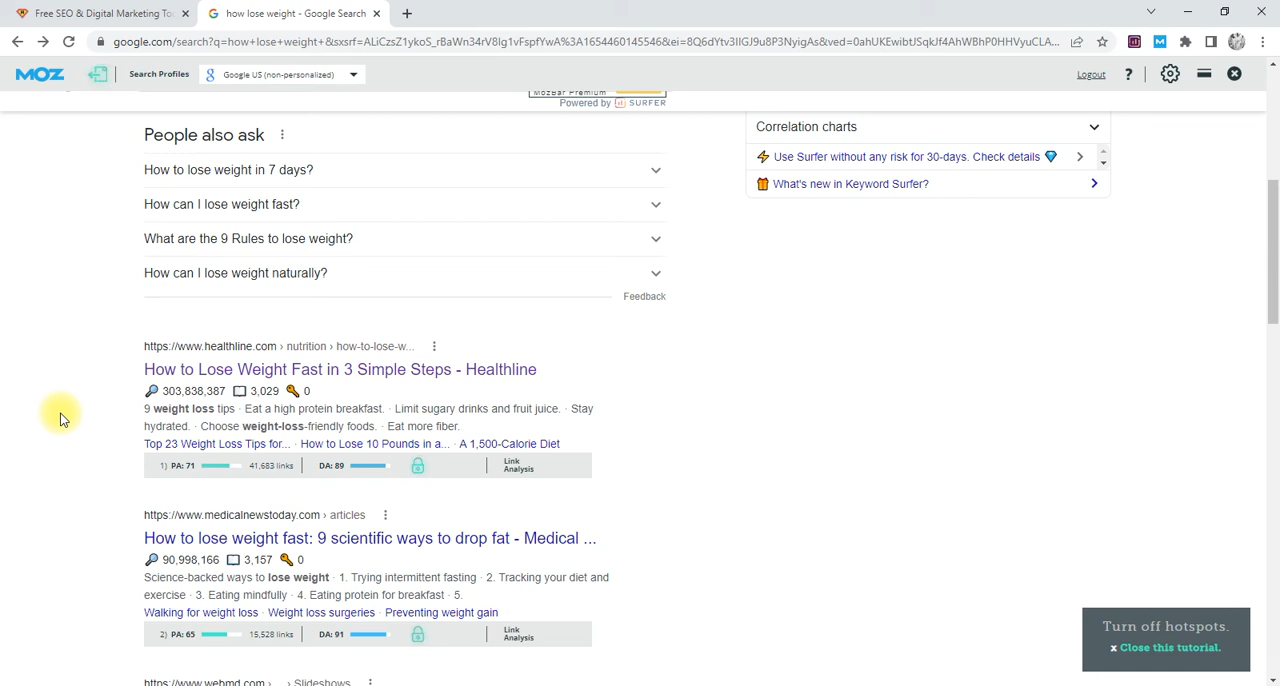 Free SEO & Digital Marketing To
how lose weight - Google Search
google.com/search?q=how+lose+weight+&sxsrf=ALiCzsZ1ykoS_rBaWn34rV8Ig1vFspfYwA%3A1654460145546&ei=8Q6dYtv3IIGJ9u8P3NyigAs&ved=0ahUKEwibtJSqkJf4AhWBhP0HHVyuCLA...
MOZ
Search Profiles
Google US (non-personalized)
Logout
?
MozBar Premium
Powered by SURFER
People also ask
How to lose weight in 7 days?
How can I lose weight fast?
What are the 9 Rules to lose weight?
How can I lose weight naturally?
Feedback
Correlation charts
Use Surfer without any risk for 30-days. Check details
What's new in Keyword Surfer?
https://www.healthline.com › nutrition › how-to-lose-w...
How to Lose Weight Fast in 3 Simple Steps - Healthline
303,838,387 3,029 0
9 weight loss tips · Eat a high protein breakfast. · Limit sugary drinks and fruit juice. · Stay
hydrated. · Choose weight-loss-friendly foods. · Eat more fiber.
Top 23 Weight Loss Tips for... · How to Lose 10 Pounds in a... · A 1,500-Calorie Diet
1) PA: 71 41,683 links DA: 89 Link
Analysis
https://www.medicalnewstoday.com › articles
How to lose weight fast: 9 scientific ways to drop fat - Medical ...
90,998,166 3,157 0
Science-backed ways to lose weight · 1. Trying intermittent fasting · 2. Tracking your diet and
exercise · 3. Eating mindfully · 4. Eating protein for breakfast · 5.
Walking for weight loss · Weight loss surgeries · Preventing weight gain
2) PA: 65 15,528 links DA: 91 Link
Analysis
https://www.webmd.com › ... › Slideshows
Turn off hotspots.
x Close this tutorial.